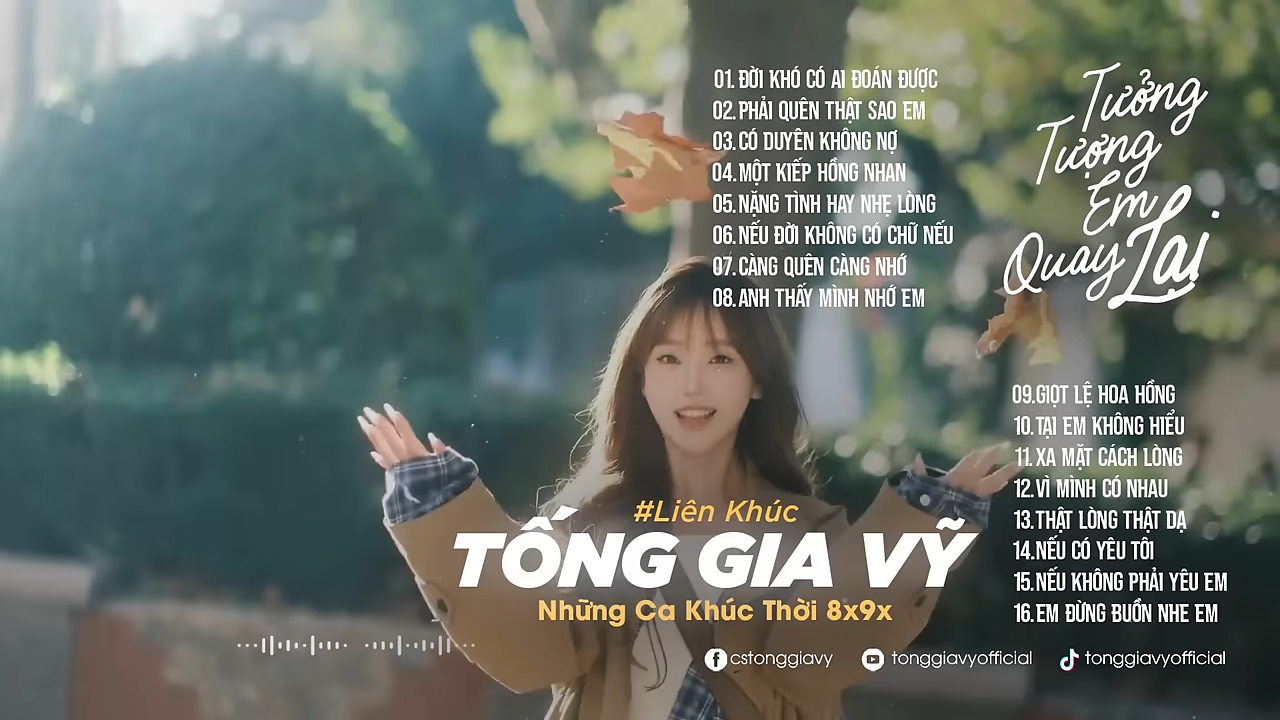 01. ĐỜI KHÓ CÓ AI ĐOÁN ĐƯỢC
02. PHẢI QUÊN THẬT SAO EM
03. CÓ DUYÊN KHÔNG NỢ
04. MỘT KIẾP HỒNG NHAN
05. NẶNG TÌNH HAY NHẸ LÒNG
06. NẾU ĐỜI KHÔNG CÓ CHỮ NẾU
07. CÀNG QUÊN CÀNG NHỚ
08. ANH THẤY MÌNH NHỚ EM
Tưởng
Tượng
Em
Quay Lại
09. GIỌT LỆ HOA HỒNG
10. TẠI EM KHÔNG HIỂU
11. XA MẶT CÁCH LÒNG
12. VÌ MÌNH CÓ NHAU
13. THẬT LÒNG THẬT DẠ
14. NẾU CÓ YÊU TÔI
15. NẾU KHÔNG PHẢI YÊU EM
16. EM ĐỪNG BUỒN NHE EM
#Liên Khúc
TỐNG GIA VỸ
Những Ca Khúc Thời 8x9x
cstonggiavy tonggiavyofficial tonggiavyofficial